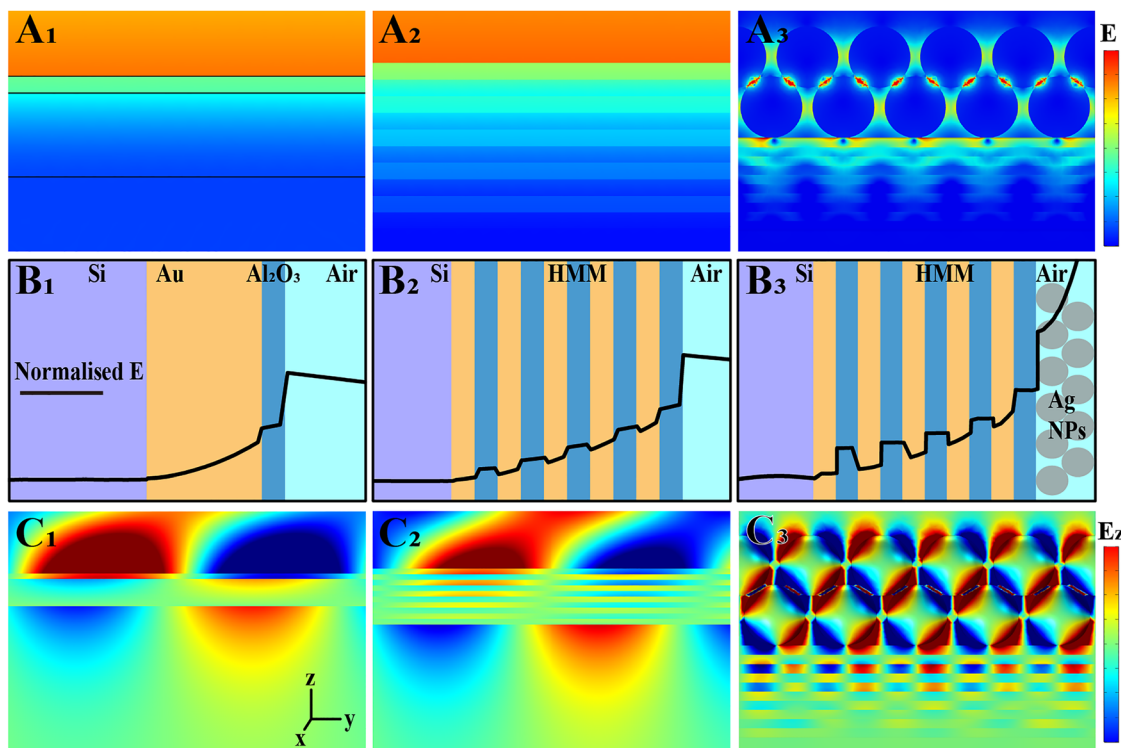 A₁
A₂
A₃
E
B₁
Si
Au
Al₂O₃
Air
Normalised E
B₂
Si
HMM
Air
B₃
Si
HMM
Air
Ag
NPs
C₁
z
y
x
C₂
C₃
Ez